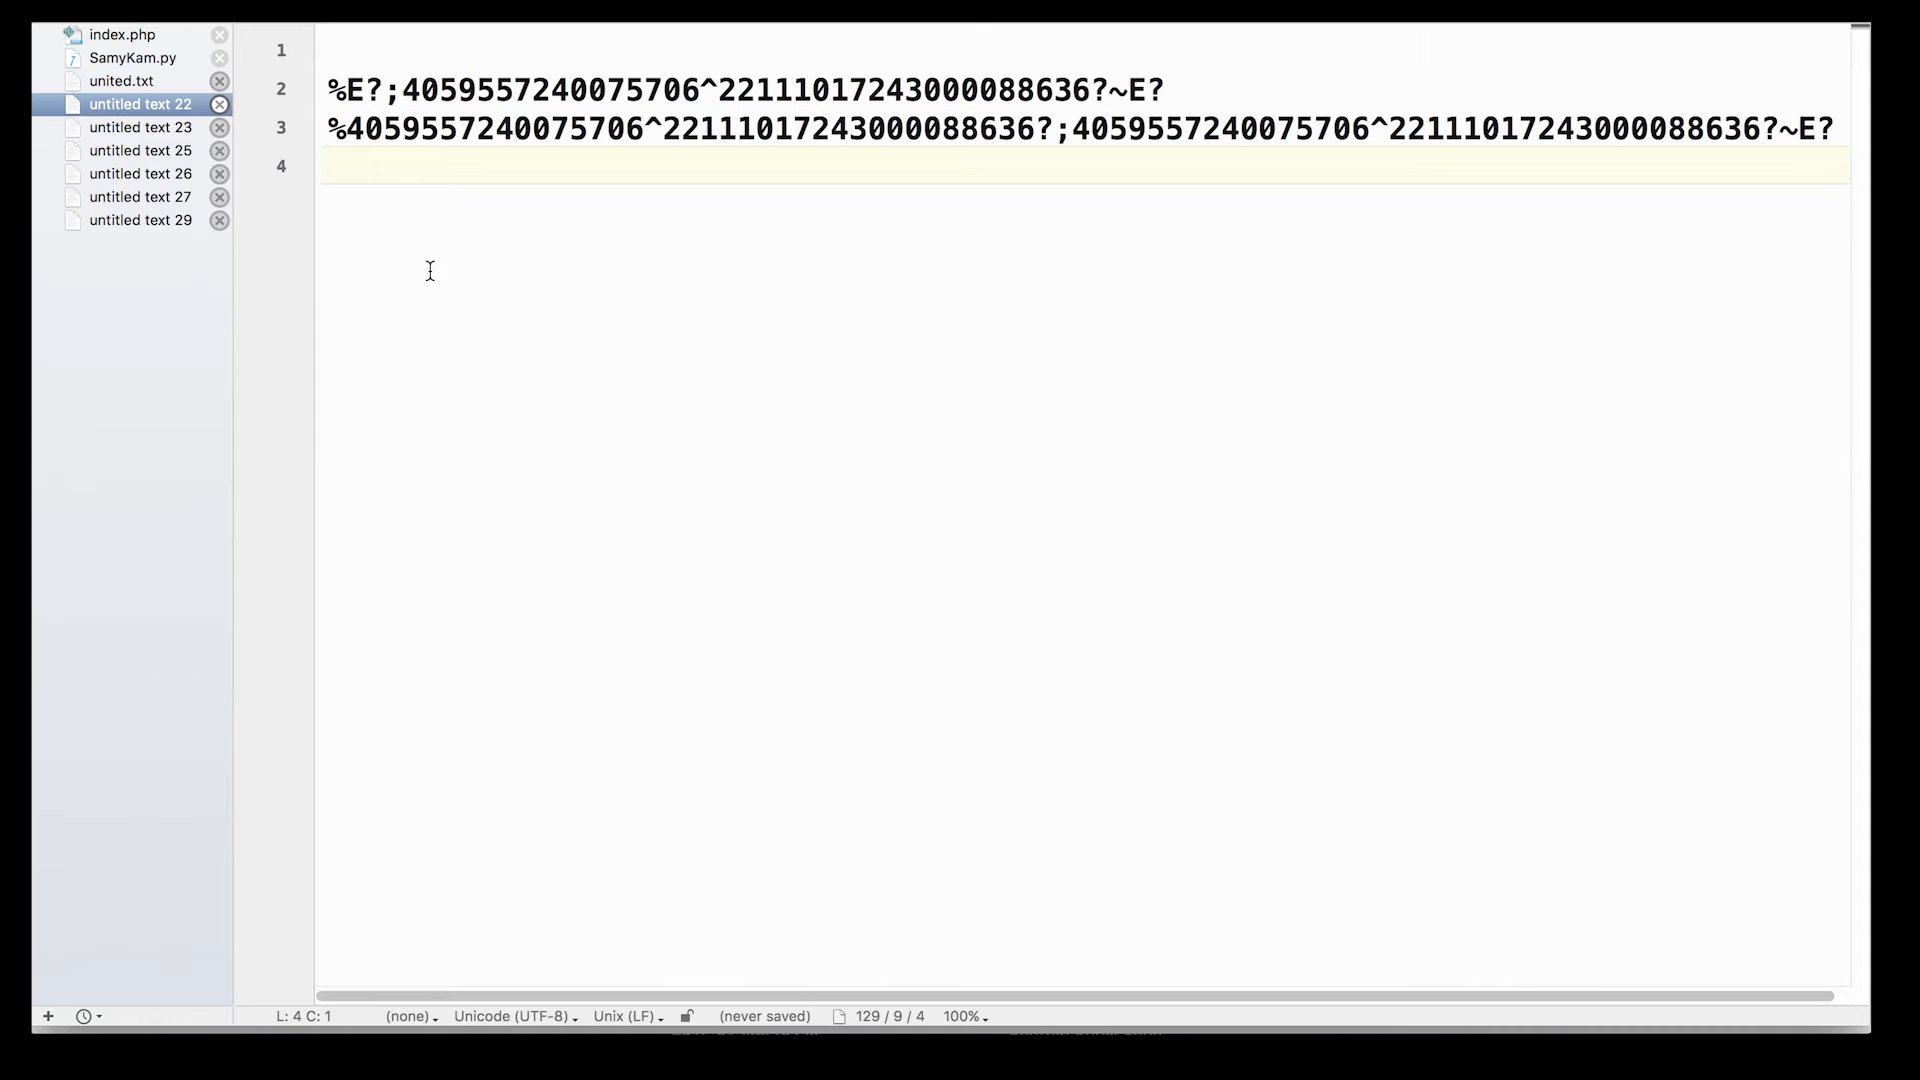 index.php
SamyKam.py
united.txt
untitled text 22
untitled text 23
untitled text 25
untitled text 26
untitled text 27
untitled text 29
1
2 %E?;4059557240075706^22111017243000088636?~E?
3 %4059557240075706^22111017243000088636?;4059557240075706^22111017243000088636?~E?
4
L: 4 C: 1 (none) Unicode (UTF-8) Unix (LF) (never saved) 129 / 9 / 4 100%